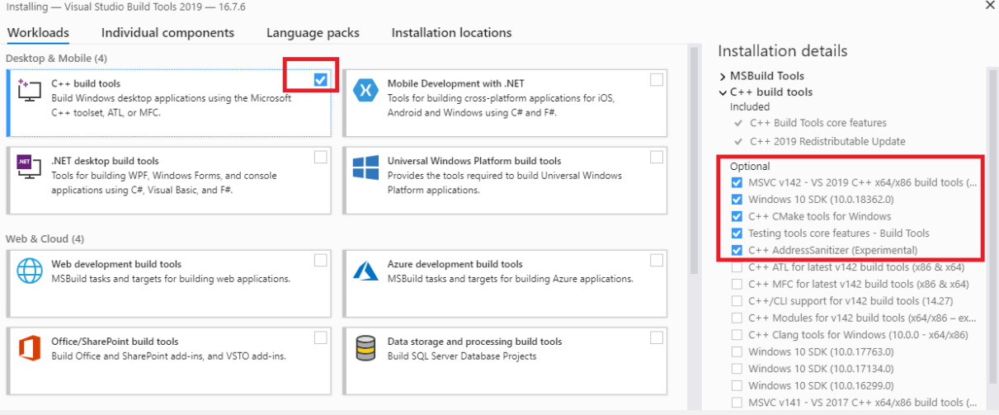 Installing — Visual Studio Build Tools 2019 — 16.7.6
Workloads
Individual components
Language packs
Installation locations
Desktop & Mobile (4)
C++ build tools
Build Windows desktop applications using the Microsoft
C++ toolset, ATL, or MFC.
Mobile Development with .NET
Tools for building cross-platform applications for iOS,
Android and Windows using C# and F#.
.NET
.NET desktop build tools
Tools for building WPF, Windows Forms, and console
applications using C#, Visual Basic, and F#.
Universal Windows Platform build tools
Provides the tools required to build Universal Windows
Platform applications.
Web & Cloud (4)
Web development build tools
MSBuild tasks and targets for building web applications.
Azure development build tools
MSBuild tasks and targets for building Azure applications.
Office/SharePoint build tools
Build Office and SharePoint add-ins, and VSTO add-ins.
Data storage and processing build tools
Build SQL Server Database Projects
Installation details
MSBuild Tools
C++ build tools
Included
C++ Build Tools core features
C++ 2019 Redistributable Update
Optional
MSVC v142 - VS 2019 C++ x64/x86 build tools (...
Windows 10 SDK (10.0.18362.0)
C++ CMake tools for Windows
Testing tools core features - Build Tools
C++ AddressSanitizer (Experimental)
C++ ATL for latest v142 build tools (x86 & x64)
C++ MFC for latest v142 build tools (x86 & x64)
C++/CLI support for v142 build tools (14.27)
C++ Modules for v142 build tools (x64/x86 – ex...
C++ Clang tools for Windows (10.0.0 - x64/x86)
Windows 10 SDK (10.0.17763.0)
Windows 10 SDK (10.0.17134.0)
Windows 10 SDK (10.0.16299.0)
MSVC v141 - VS 2017 C++ x64/x86 build tools (...